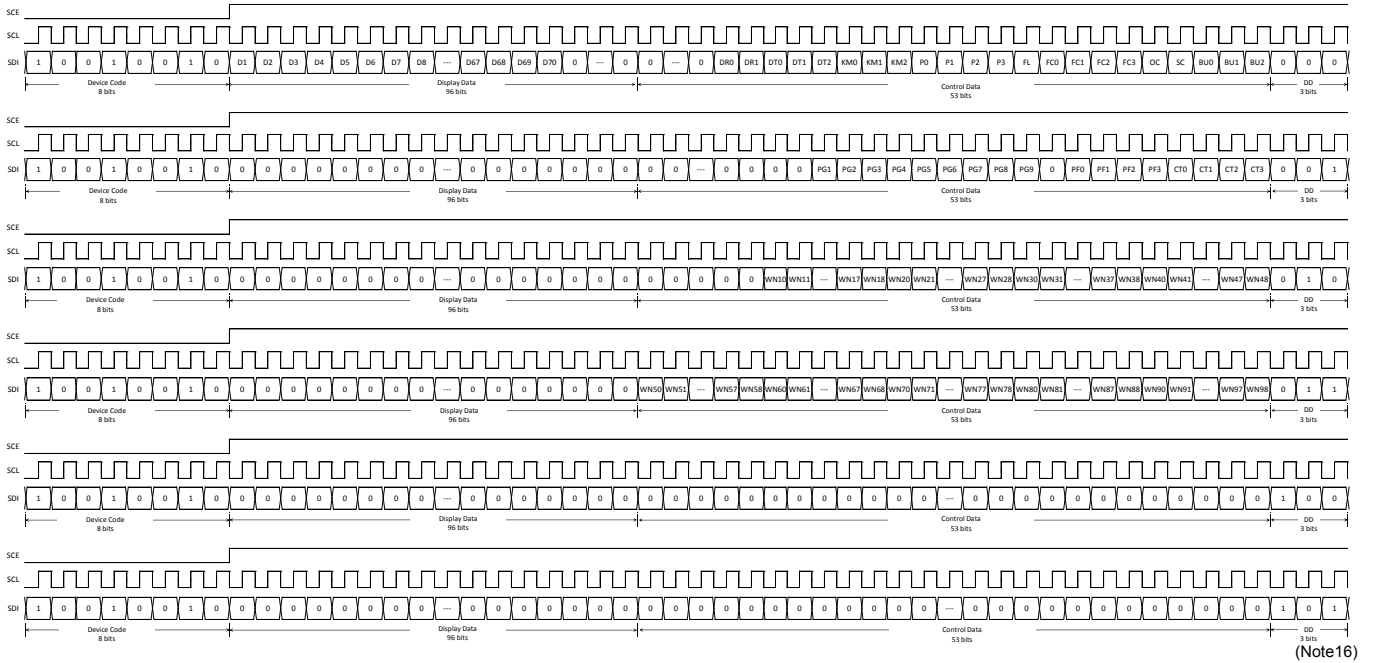 SCE
SCL
SDI 1 0 0 1 0 0 1 0 D1 D2 D3 D4 D5 D6 D7 D8 --- D67 D68 D69 D70 0 --- 0 0 --- 0 DR0 DR1 DT0 DT1 DT2 KM0 KM1 KM2 P0 P1 P2 P3 FL FC0 FC1 FC2 FC3 OC SC BU0 BU1 BU2 0 0 0
Device Code Display Data Control Data DD
8 bits 96 bits 53 bits 3 bits
SCE
SCL
SDI 1 0 0 1 0 0 1 0 0 0 0 0 0 0 0 0 --- 0 0 0 0 0 0 0 0 0 --- 0 0 0 0 PG1 PG2 PG3 PG4 PG5 PG6 PG7 PG8 PG9 0 PF0 PF1 PF2 PF3 CT0 CT1 CT2 CT3 0 0 1
Device Code Display Data Control Data DD
8 bits 96 bits 53 bits 3 bits
SCE
SCL
SDI 1 0 0 1 0 0 1 0 0 0 0 0 0 0 0 0 --- 0 0 0 0 0 0 0 0 0 0 0 0 WN10 WN11 --- WN17 WN18 WN20 WN21 --- WN27 WN28 WN30 WN31 --- WN37 WN38 WN40 WN41 --- WN47 WN48 0 1 0
Device Code Display Data Control Data DD
8 bits 96 bits 53 bits 3 bits
SCE
SCL
SDI 1 0 0 1 0 0 1 0 0 0 0 0 0 0 0 0 --- 0 0 0 0 0 0 0 WN50 WN51 --- WN57 WN58 WN60 WN61 --- WN67 WN68 WN70 WN71 --- WN77 WN78 WN80 WN81 --- WN87 WN88 WN90 WN91 --- WN97 WN98 0 1 1
Device Code Display Data Control Data DD
8 bits 96 bits 53 bits 3 bits
SCE
SCL
SDI 1 0 0 1 0 0 1 0 0 0 0 0 0 0 0 0 --- 0 0 0 0 0 0 0 0 0 0 0 0 0 0 0 0 0 0 0 --- 0 0 0 0 0 0 0 0 0 0 0 0 1 0 0
Device Code Display Data Control Data DD
8 bits 96 bits 53 bits 3 bits
SCE
SCL
SDI 1 0 0 1 0 0 1 0 0 0 0 0 0 0 0 0 --- 0 0 0 0 0 0 0 0 0 0 0 0 0 0 0 0 0 0 0 --- 0 0 0 0 0 0 0 0 0 0 0 0 1 0 1
Device Code Display Data Control Data DD
8 bits 96 bits 53 bits 3 bits
(Note16)